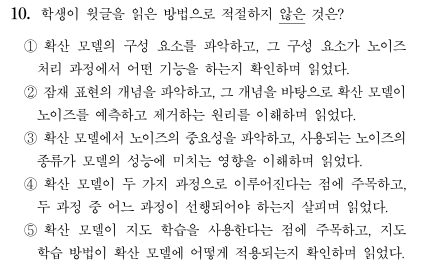 10. 학생이 윗글을 읽은 방법으로 적절하지 않은 것은?
① 확산 모델의 구성 요소를 파악하고, 그 구성 요소가 노이즈
처리 과정에서 어떤 기능을 하는지 확인하며 읽었다.
② 잠재 표현의 개념을 파악하고, 그 개념을 바탕으로 확산 모델이
노이즈를 예측하고 제거하는 원리를 이해하며 읽었다.
③ 확산 모델에서 노이즈의 중요성을 파악하고, 사용되는 노이즈의
종류가 모델의 성능에 미치는 영향을 이해하며 읽었다.
④ 확산 모델이 두 가지 과정으로 이루어진다는 점에 주목하고,
두 과정 중 어느 과정이 선행되어야 하는지 살피며 읽었다.
⑤ 확산 모델이 지도 학습을 사용한다는 점에 주목하고, 지도
학습 방법이 확산 모델에 어떻게 적용되는지 확인하며 읽었다.